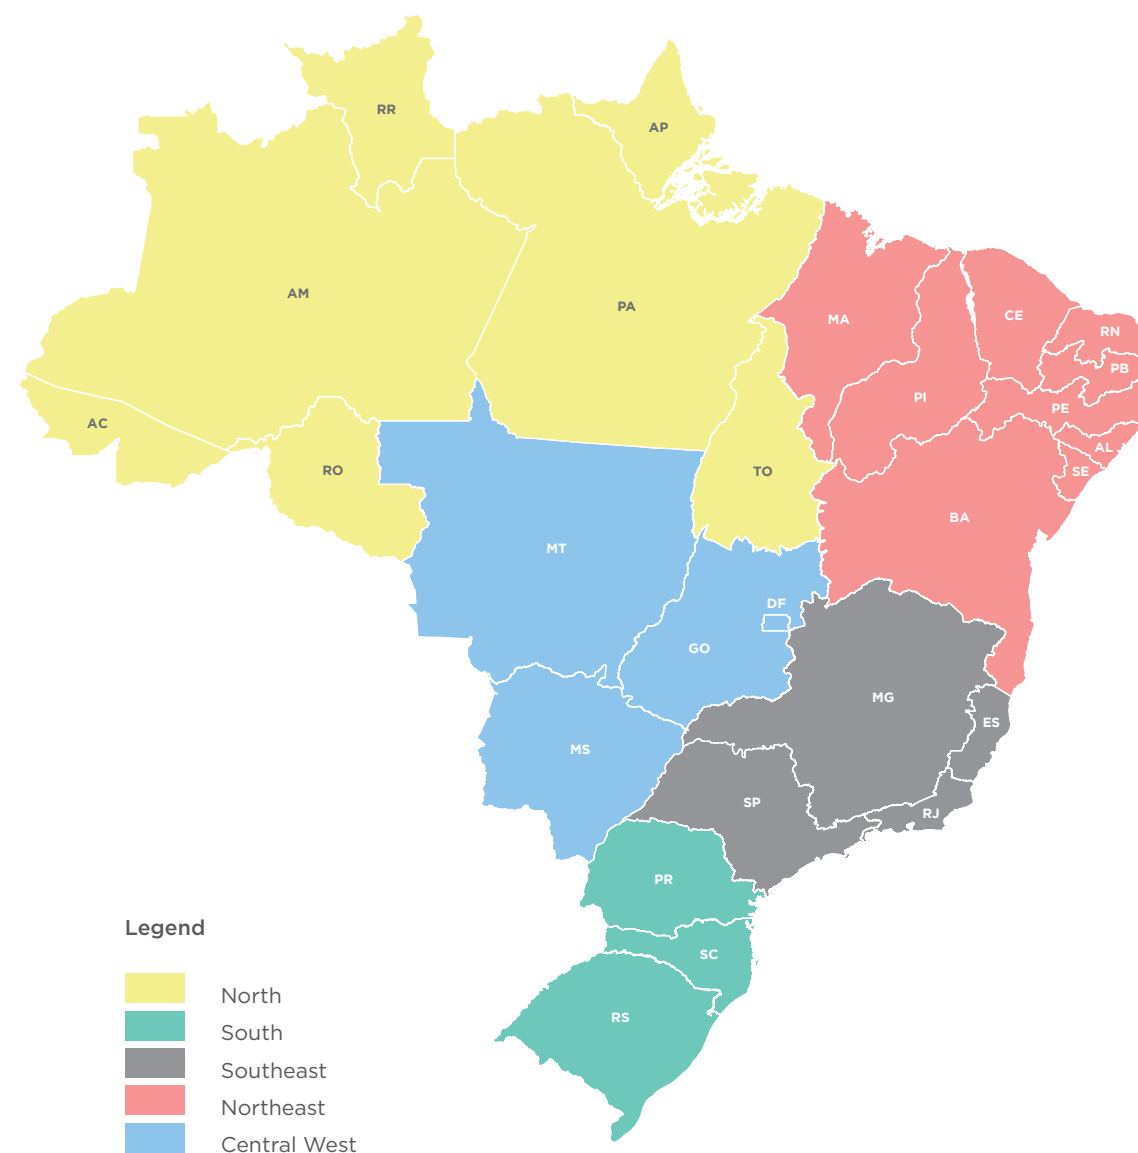 RR
AP
AM
PA
MA
CE
RN
PB
PI
PE
AC
AL
RO
TO
SE
BA
MT
DF
GO
MG
ES
MS
SP
RJ
PR
SC
RS
Legend
North
South
Southeast
Northeast
Central West